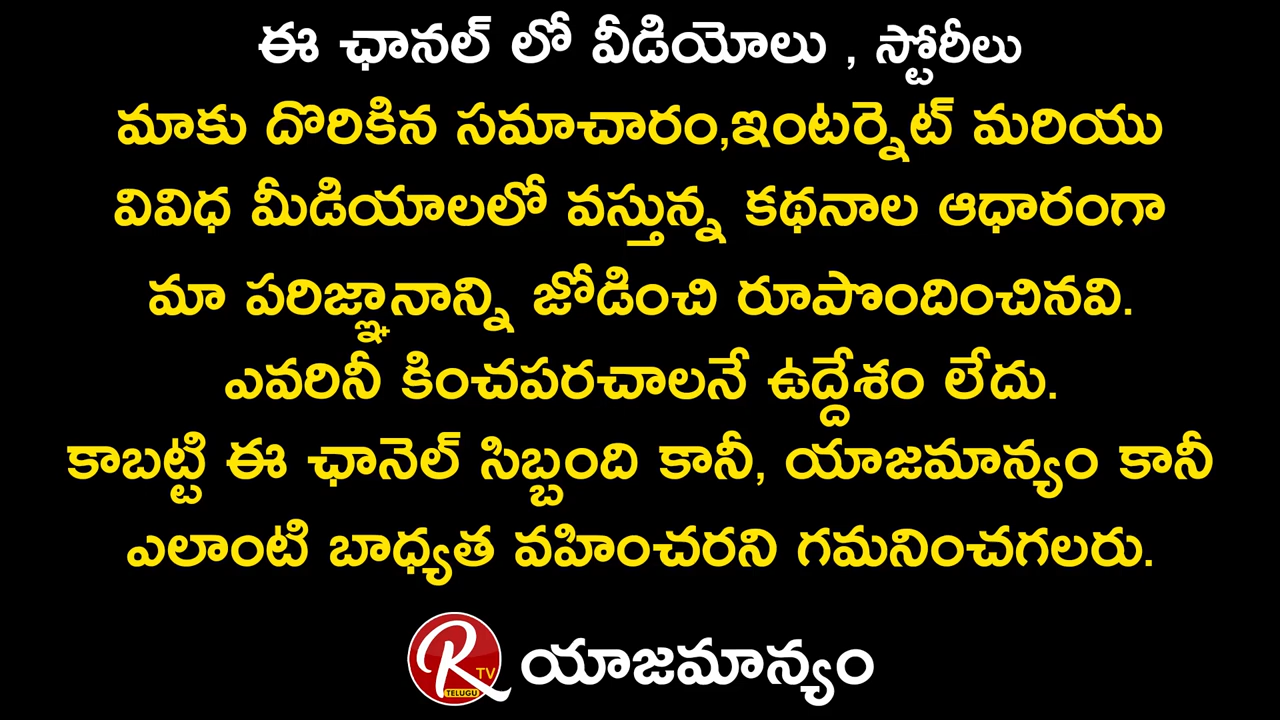 ఈ ఛానల్ లో వీడియోలు , స్టోరీలు
మాకు దొరికిన సమాచారం,ఇంటర్నెట్ మరియు
వివిధ మీడియాలలో వస్తున్న కథనాల ఆధారంగా
మా పరిజ్ఞానాన్ని జోడించి రూపొందించినవి.
ఎవరినీ కించపరచాలనే ఉద్దేశం లేదు.
కాబట్టి ఈ ఛానెల్ సిబ్బంది కానీ, యాజమాన్యం కానీ
ఎలాంటి బాధ్యత వహించరని గమనించగలరు.
R TV TELUGU యాజమాన్యం